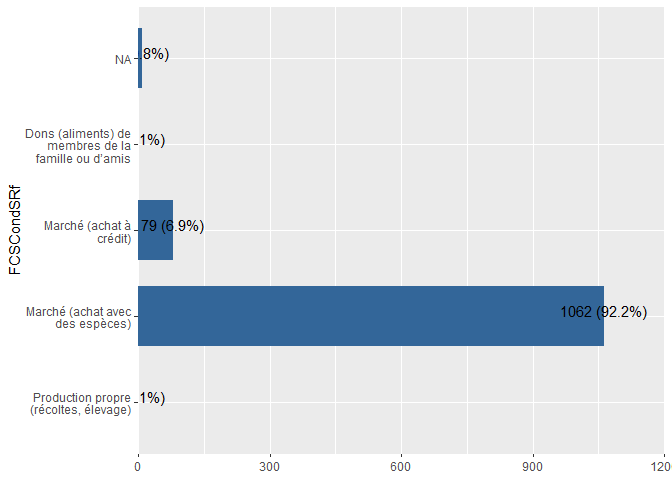 FCSCondSRf
NA
8%)
Dons (aliments) de
membres de la
famille ou d'amis
1%)
Marché (achat à
crédit)
79 (6.9%)
Marché (achat avec
des espèces)
1062 (92.2%)
Production propre
(récoltes, élevage)
1%)
0 300 600 900 120